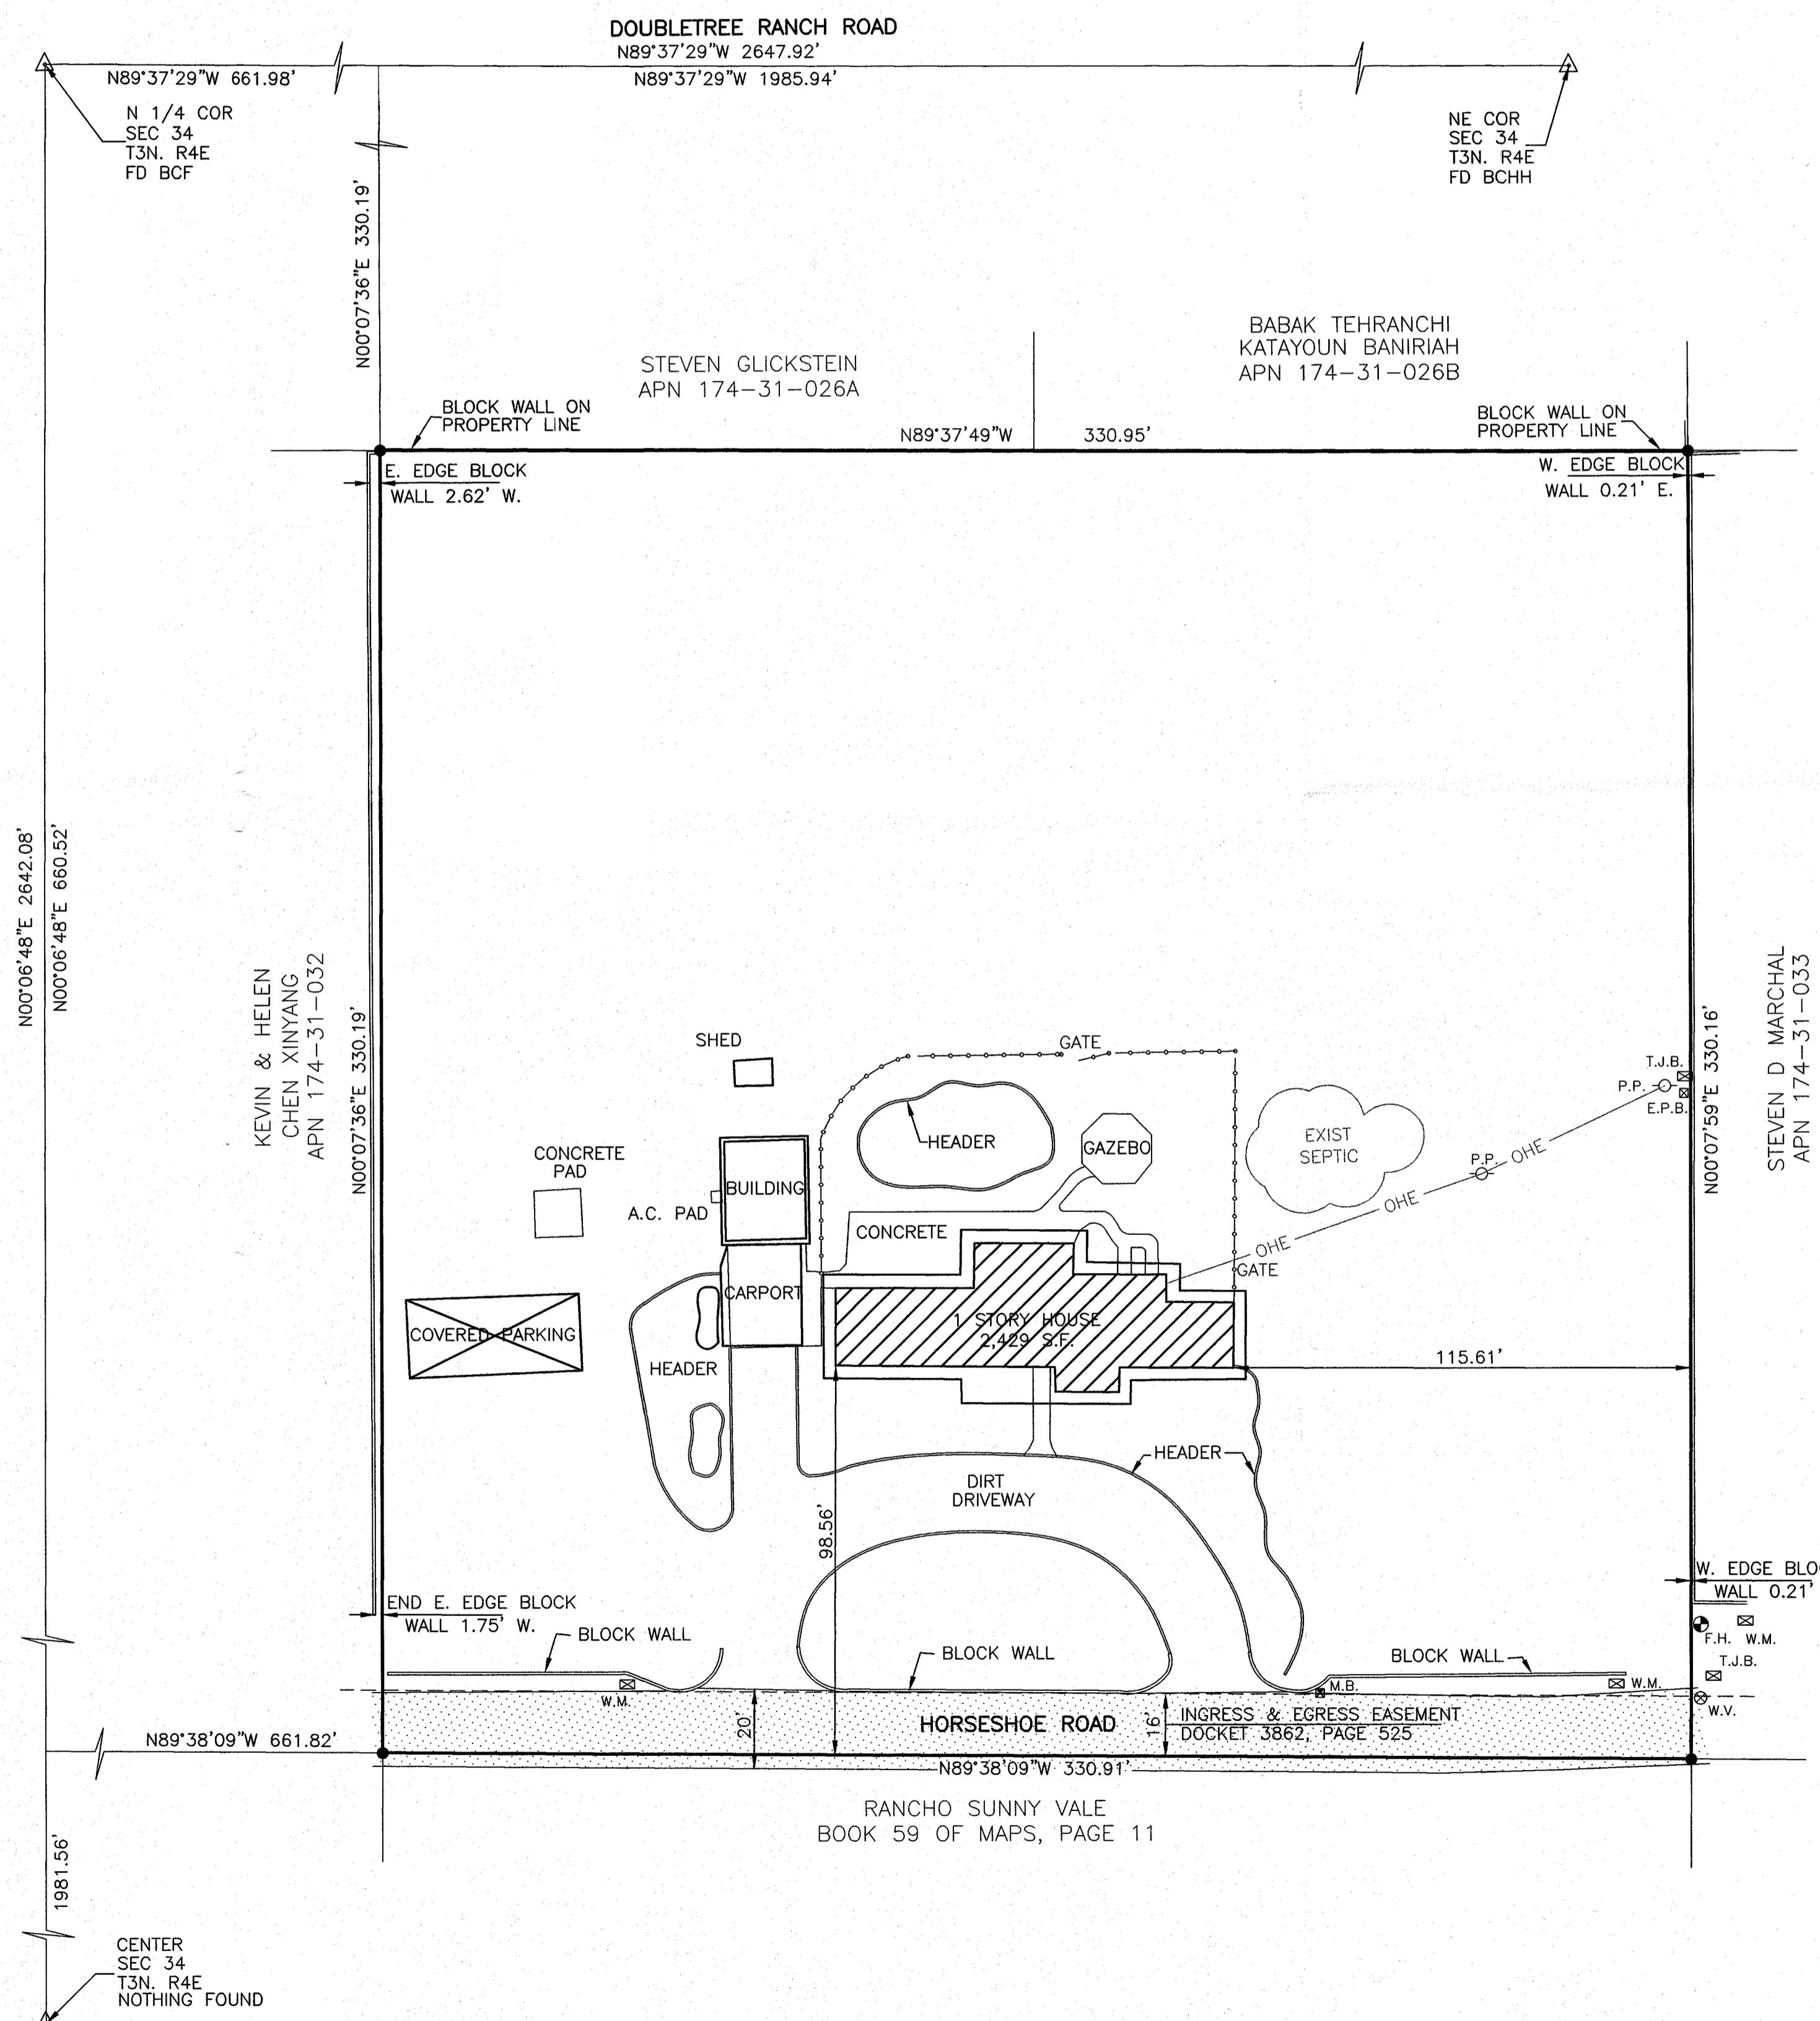 DOUBLETREE RANCH ROAD
N89°37'29"W 2647.92'
N89°37'29"W 661.98'
N89°37'29"W 1985.94'
N 1/4 COR
SEC 34
T3N. R4E
FD BCF
NE COR
SEC 34
T3N. R4E
FD BCHH
N00°07'36"E 330.19'
STEVEN GLICKSTEIN
APN 174-31-026A
BABAK TEHRANCHI
KATAYOUN BANIRIAH
APN 174-31-026B
BLOCK WALL ON
PROPERTY LINE
N89°37'49"W 330.95'
BLOCK WALL ON
PROPERTY LINE
E. EDGE BLOCK
WALL 2.62' W.
W. EDGE BLOCK
WALL 0.21' E.
N00°06'48"E 2642.08'
N00°06'48"E 660.52'
KEVIN & HELEN
CHEN XINYANG
APN 174-31-032
N00°07'36"E 330.19'
STEVEN D MARCHAL
APN 174-31-033
N00°07'59"E 330.16'
SHED
GATE
T.J.B.
P.P.
E.P.B.
HEADER
GAZEBO
EXIST
SEPTIC
P.P.
OHE
OHE
OHE
CONCRETE
PAD
BUILDING
A.C. PAD
CONCRETE
GATE
CARPORT
COVERED PARKING
1 STORY HOUSE
2,429 S.F.
HEADER
115.61'
HEADER
DIRT
DRIVEWAY
98.56'
END E. EDGE BLOCK
WALL 1.75' W.
W. EDGE BLO
WALL 0.21'
BLOCK WALL
BLOCK WALL
BLOCK WALL
F.H.
W.M.
T.J.B.
W.M.
M.B.
W.M.
W.V.
20'
HORSESHOE ROAD
16'
INGRESS & EGRESS EASEMENT
DOCKET 3862, PAGE 525
N89°38'09"W 661.82'
N89°38'09"W 330.91'
RANCHO SUNNY VALE
BOOK 59 OF MAPS, PAGE 11
1981.56'
CENTER
SEC 34
T3N. R4E
NOTHING FOUND